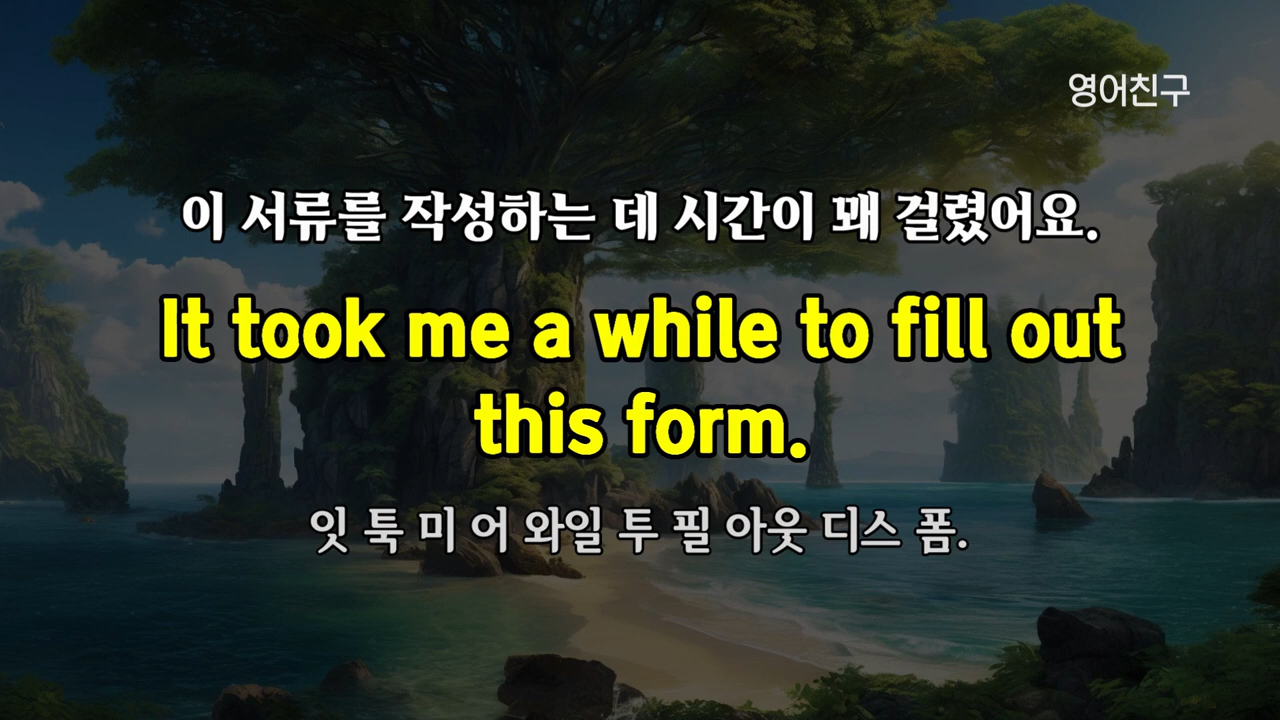 영어친구
이 서류를 작성하는 데 시간이 꽤 걸렸어요.
It took me a while to fill out
this form.
잇 툭 미 어 와일 투 필 아웃 디스 폼.